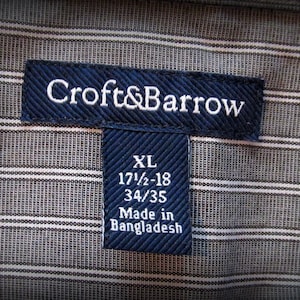 Croft&Barrow
XL
17½-18
34/35
Made in
Bangladesh